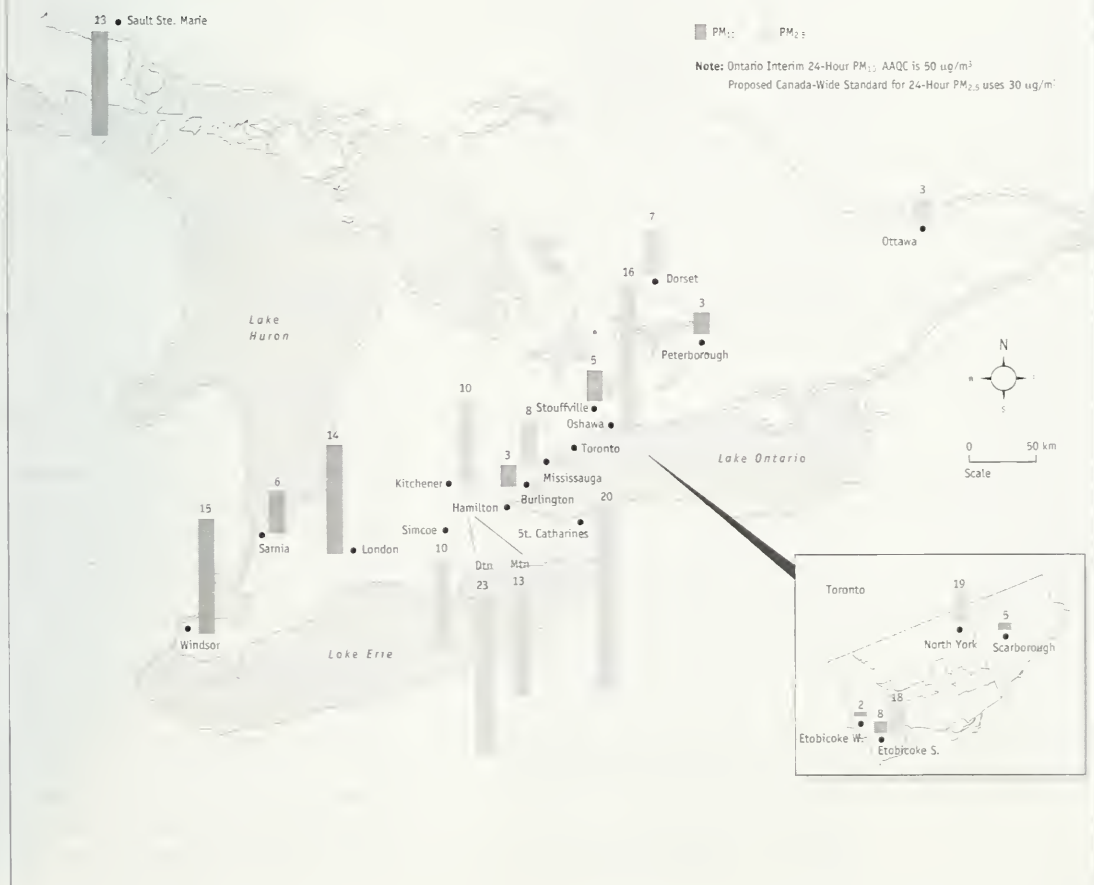 13 Sault Ste. Marie
PM10 PM2.5
Note: Ontario Interim 24-Hour PM10 AAQC is 50 ug/m3
Proposed Canada-Wide Standard for 24-Hour PM2.5 uses 30 ug/m3
3
Ottawa
7
16
Dorset
3
Peterborough
Lake
Huron
N
W E
S
0 50 km
Scale
5
Stouffville
Oshawa
Toronto
Lake Ontario
10
8
3
Mississauga
Kitchener
Burlington
Hamilton
20
St. Catharines
14
6
15
Simcoe
10
Sarnia
London
Dtn Mtn
23 13
Windsor
Lake Erie
Toronto
19
5
North York
Scarborough
18
2
8
Etobicoke W.
Etobicoke S.